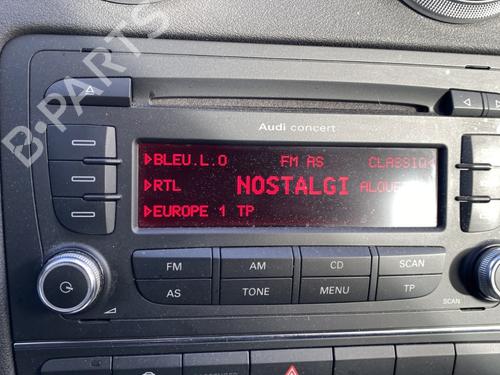 Audi concert
BLEU.L.O FM AS CLASSIQ
RTL NOSTALGI ALOUE
EUROPE 1 TP
FM AM CD SCAN
AS TONE MENU TP
SCAN
B-PARTS